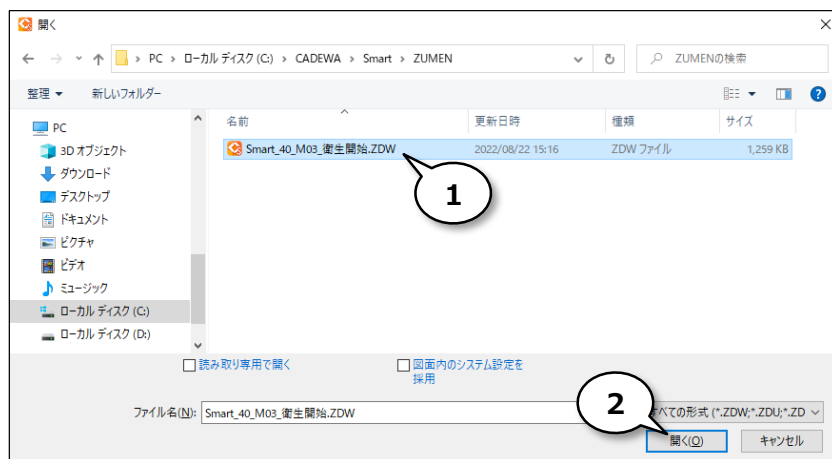 開く
PC › ローカル ディスク (C:) › CADEWA › Smart › ZUMEN
ZUMENの検索
整理 新しいフォルダー
名前 更新日時 種類 サイズ
PC
3D オブジェクト
ダウンロード
デスクトップ
ドキュメント
ピクチャ
ビデオ
ミュージック
ローカル ディスク (C:)
ローカル ディスク (D:)
Smart_40_M03_衛生開始.ZDW 2022/08/22 15:16 ZDW ファイル 1,259 KB
1
読み取り専用で開く
図面内のシステム設定を
採用
2
ファイル名(N): Smart_40_M03_衛生開始.ZDW
べての形式 (*.ZDW;*.ZDU;*.ZD
開く(O) キャンセル